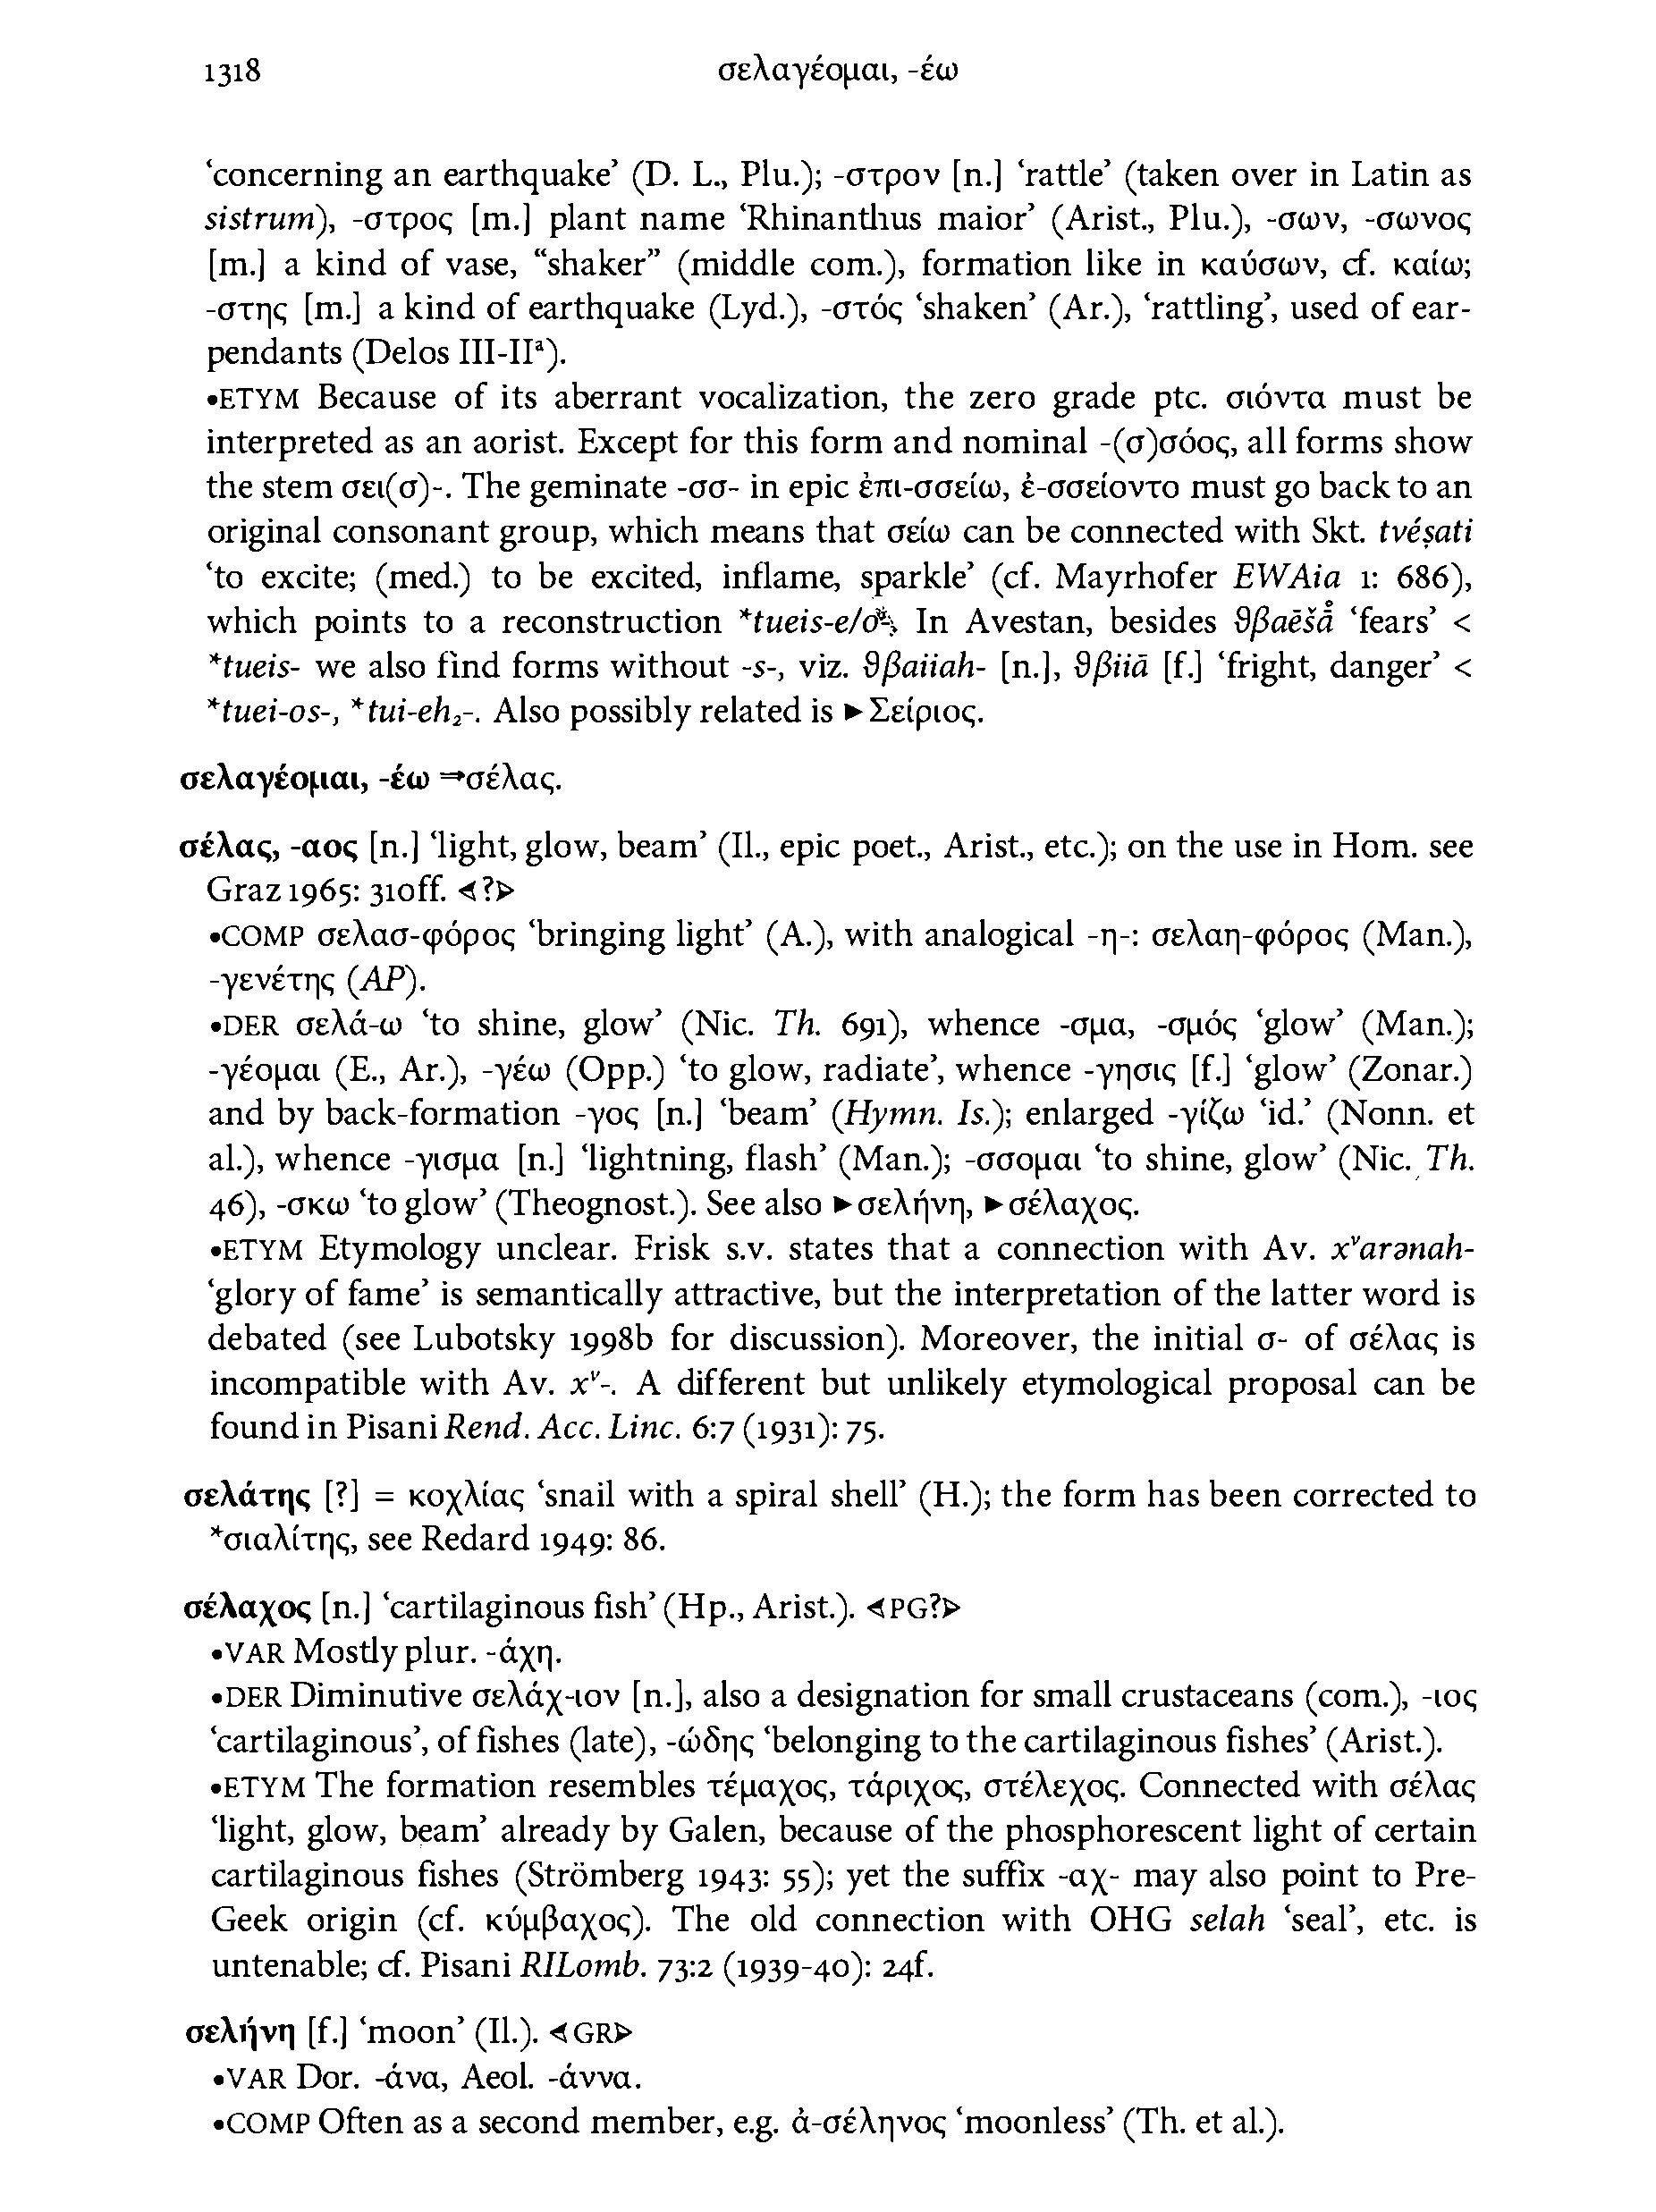 1318 σελαγέομαι, -έω
‘concerning an earthquake’ (D. L., Plu.); -στρον [n.] ‘rattle’ (taken over in Latin as
sistrum), -στρος [m.] plant name ‘Rhinanthus maior’ (Arist., Plu.), -σων, -σωνος
[m.] a kind of vase, “shaker” (middle com.), formation like in καύσων, cf. καίω;
-στης [m.] a kind of earthquake (Lyd.), -στός ‘shaken’ (Ar.), ‘rattling’, used of ear-
pendants (Delos III-IIᵃ).
•ETYM Because of its aberrant vocalization, the zero grade ptc. σιόντα must be
interpreted as an aorist. Except for this form and nominal -(σ)σόος, all forms show
the stem σει(σ)-. The geminate -σσ- in epic ἐπι-σσείω, ἐ-σσείοντο must go back to an
original consonant group, which means that σείω can be connected with Skt. tvéṣati
‘to excite; (med.) to be excited, inflame, sparkle’ (cf. Mayrhofer EWAia 1: 686),
which points to a reconstruction *tueis-e/o- In Avestan, besides ϑβaēšā̊ ‘fears’ <
*tueis- we also find forms without -s-, viz. ϑβaiiah- [n.], ϑβiiā [f.] ‘fright, danger’ <
*tuei-os-, *tui-eh₂-. Also possibly related is ►Σείριος.
σελαγέομαι, -έω ⇒σέλας.
σέλας, -αος [n.] ‘light, glow, beam’ (Il., epic poet., Arist., etc.); on the use in Hom. see
Graz 1965: 310ff. ⊲?⊳
•COMP σελασ-φόρος ‘bringing light’ (A.), with analogical -η-: σελαη-φόρος (Man.),
-γενέτης (AP).
•DER σελά-ω ‘to shine, glow’ (Nic. Th. 691), whence -σμα, -σμός ‘glow’ (Man.);
-γέομαι (E., Ar.), -γέω (Opp.) ‘to glow, radiate’, whence -γησις [f.] ‘glow’ (Zonar.)
and by back-formation -γος [n.] ‘beam’ (Hymn. Is.); enlarged -γίζω ‘id.’ (Nonn. et
al.), whence -γισμα [n.] ‘lightning, flash’ (Man.); -σσομαι ‘to shine, glow’ (Nic. Th.
46), -σκω ‘to glow’ (Theognost.). See also ►σελήνη, ►σέλαχος.
•ETYM Etymology unclear. Frisk s.v. states that a connection with Av. xᵛarənah-
‘glory of fame’ is semantically attractive, but the interpretation of the latter word is
debated (see Lubotsky 1998b for discussion). Moreover, the initial σ- of σέλας is
incompatible with Av. xᵛ-. A different but unlikely etymological proposal can be
found in Pisani Rend. Acc. Linc. 6:7 (1931): 75.
σελάτης [?] = κοχλίας ‘snail with a spiral shell’ (H.); the form has been corrected to
*σιαλίτης, see Redard 1949: 86.
σέλαχος [n.] ‘cartilaginous fish’ (Hp., Arist.). ⊲PG?⊳
•VAR Mostly plur. -άχη.
•DER Diminutive σελάχ-ιον [n.], also a designation for small crustaceans (com.), -ιος
‘cartilaginous’, of fishes (late), -ώδης ‘belonging to the cartilaginous fishes’ (Arist.).
•ETYM The formation resembles τέμαχος, τάριχος, στέλεχος. Connected with σέλας
‘light, glow, beam’ already by Galen, because of the phosphorescent light of certain
cartilaginous fishes (Strömberg 1943: 55); yet the suffix -αχ- may also point to Pre-
Geek origin (cf. κύμβαχος). The old connection with OHG selah ‘seal’, etc. is
untenable; cf. Pisani RILomb. 73:2 (1939-40): 24f.
σελήνη [f.] ‘moon’ (Il.). ⊲GR⊳
•VAR Dor. -άνα, Aeol. -άννα.
•COMP Often as a second member, e.g. ἀ-σέληνος ‘moonless’ (Th. et al.).